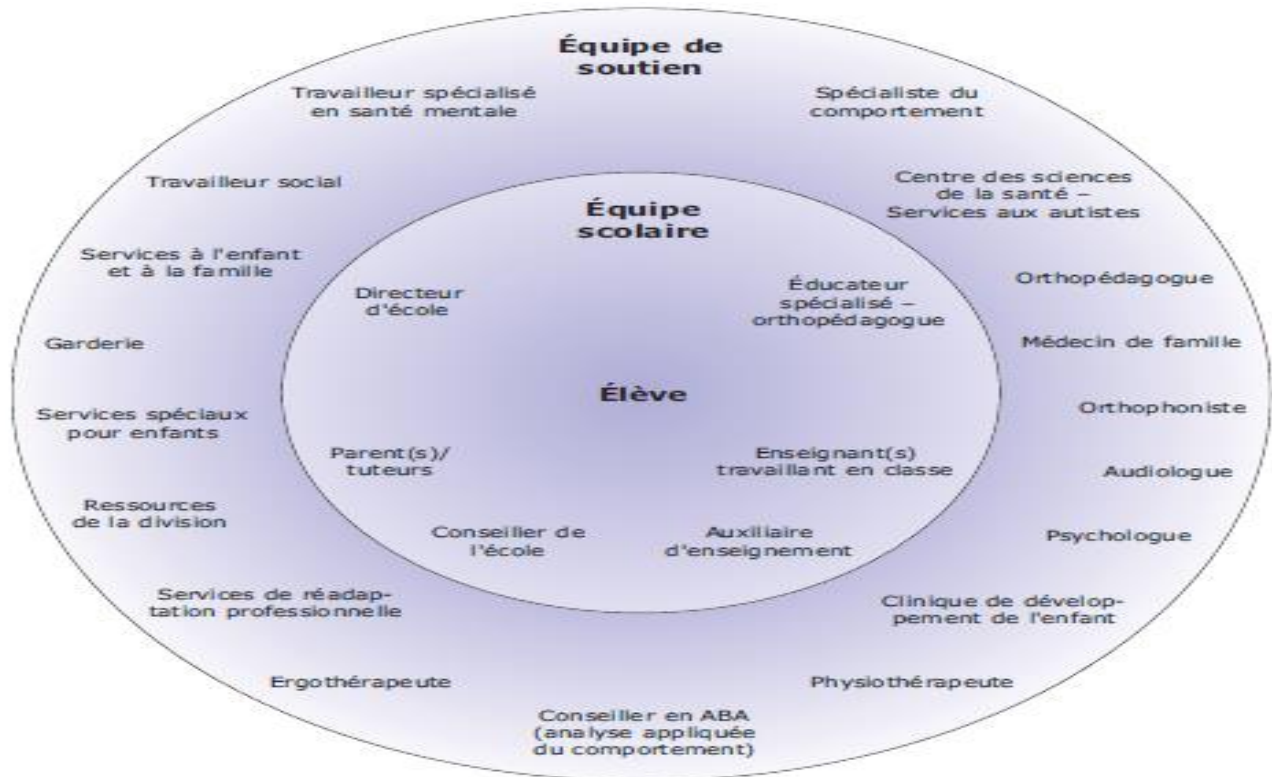 Équipe de
soutien
Travailleur spécialisé
en santé mentale
Spécialiste du
comportement
Travailleur social
Centre des sciences
de la santé –
Services aux autistes
Équipe
scolaire
Services à l'enfant
et à la famille
Directeur
d'école
Éducateur
spécialisé –
orthopédagogue
Orthopédagogue
Garderie
Médecin de famille
Élève
Services spéciaux
pour enfants
Orthophoniste
Parent(s)/
tuteurs
Enseignant(s)
travaillant en classe
Audiologue
Ressources
de la division
Conseiller de
l'école
Auxiliaire
d'enseignement
Psychologue
Services de réadap-
tation professionnelle
Clinique de dévelop-
pement de l'enfant
Ergothérapeute
Physiothérapeute
Conseiller en ABA
(analyse appliquée
du comportement)